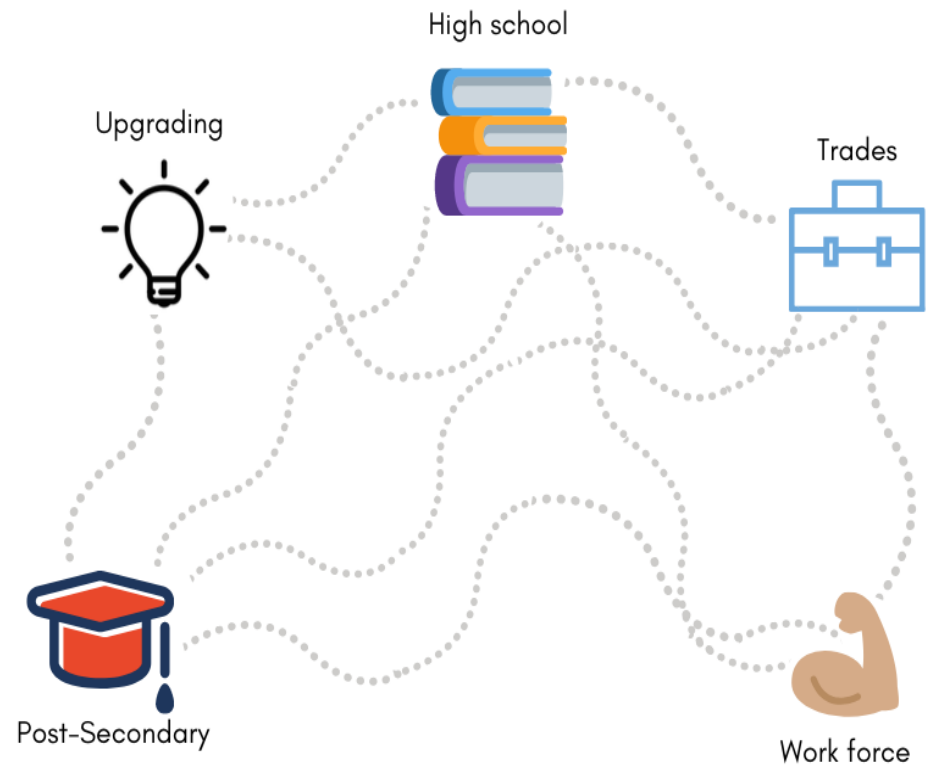 High school
Upgrading
Trades
Post-Secondary
Work force